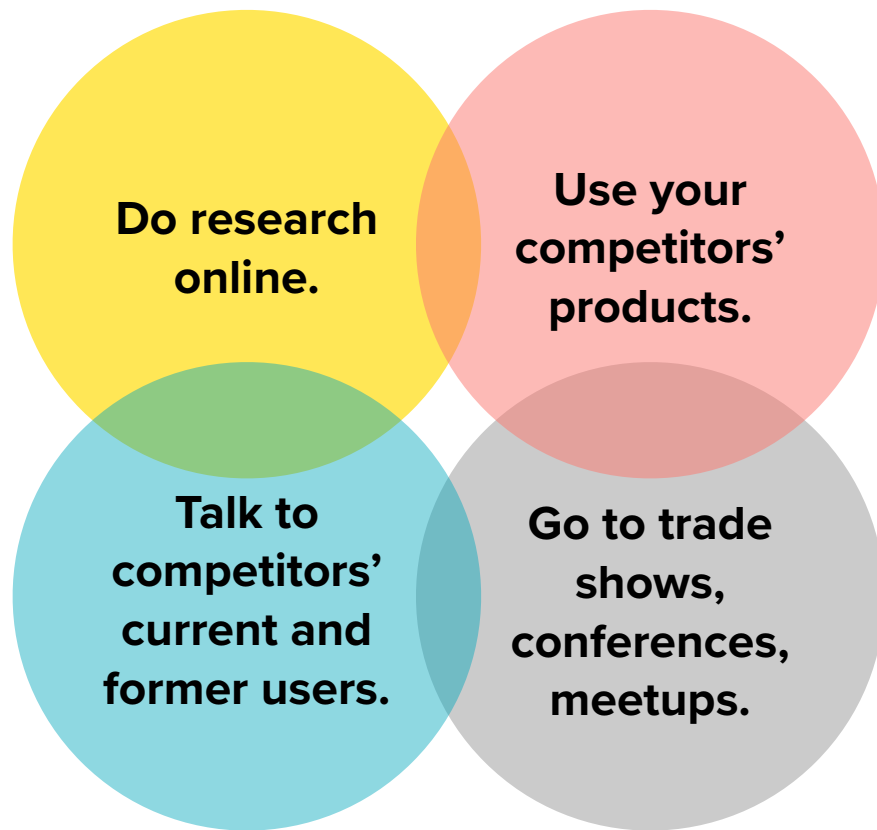 Do research
online.
Use your
competitors’
products.
Talk to
competitors’
current and
former users.
Go to trade
shows,
conferences,
meetups.